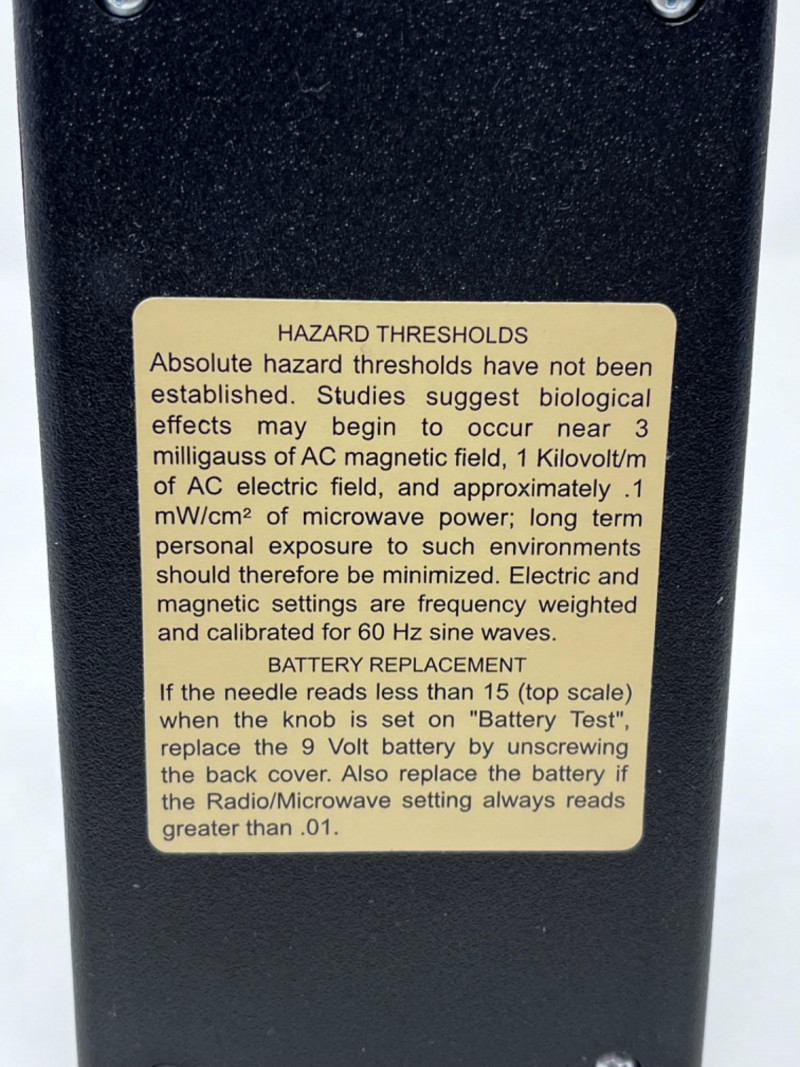 HAZARD THRESHOLDS
Absolute hazard thresholds have not been
established. Studies suggest biological
effects may begin to occur near 3
milligauss of AC magnetic field, 1 Kilovolt/m
of AC electric field, and approximately .1
mW/cm² of microwave power; long term
personal exposure to such environments
should therefore be minimized. Electric and
magnetic settings are frequency weighted
and calibrated for 60 Hz sine waves.
BATTERY REPLACEMENT
If the needle reads less than 15 (top scale)
when the knob is set on "Battery Test",
replace the 9 Volt battery by unscrewing
the back cover. Also replace the battery if
the Radio/Microwave setting always reads
greater than .01.